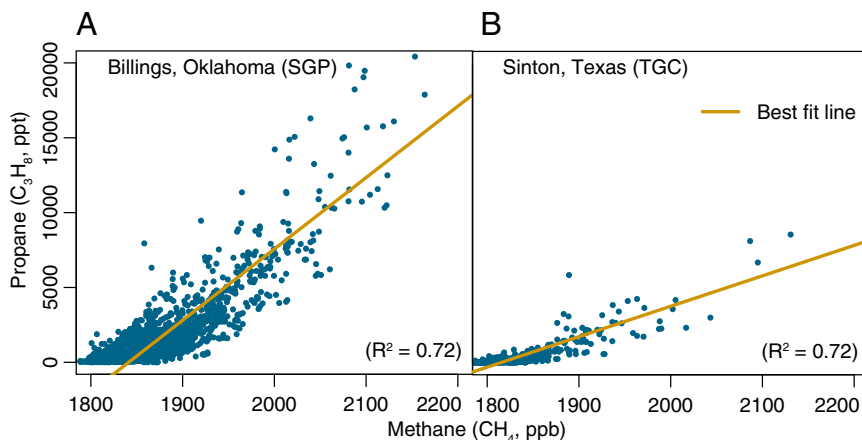 A
B
Billings, Oklahoma (SGP)
Sinton, Texas (TGC)
Best fit line
Propane (C₃H₈, ppt)
20000
15000
10000
5000
0
(R² = 0.72)
(R² = 0.72)
1800 1900 2000 2100 2200
1800 1900 2000 2100 2200
Methane (CH₄, ppb)